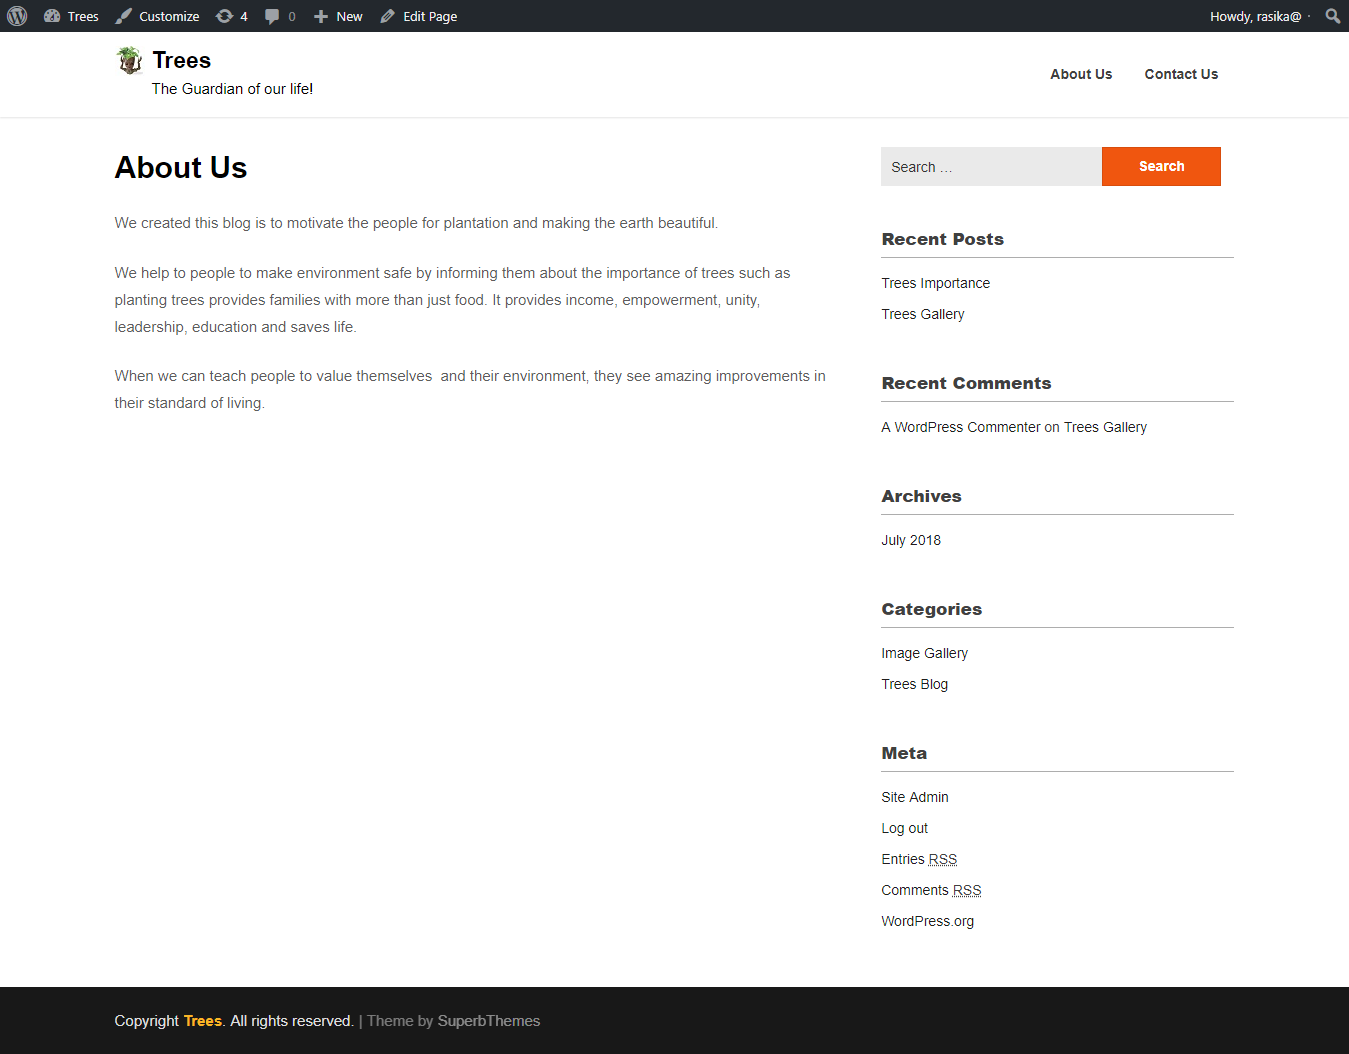 Trees Customize 4 0 New Edit Page Howdy, rasika@
Trees
The Guardian of our life!
About Us Contact Us
About Us
We created this blog is to motivate the people for plantation and making the earth beautiful.
We help to people to make environment safe by informing them about the importance of trees such as
planting trees provides families with more than just food. It provides income, empowerment, unity,
leadership, education and saves life.
When we can teach people to value themselves  and their environment, they see amazing improvements in
their standard of living.
Search … Search
Recent Posts
Trees Importance
Trees Gallery
Recent Comments
A WordPress Commenter on Trees Gallery
Archives
July 2018
Categories
Image Gallery
Trees Blog
Meta
Site Admin
Log out
Entries RSS
Comments RSS
WordPress.org
Copyright Trees. All rights reserved. | Theme by SuperbThemes